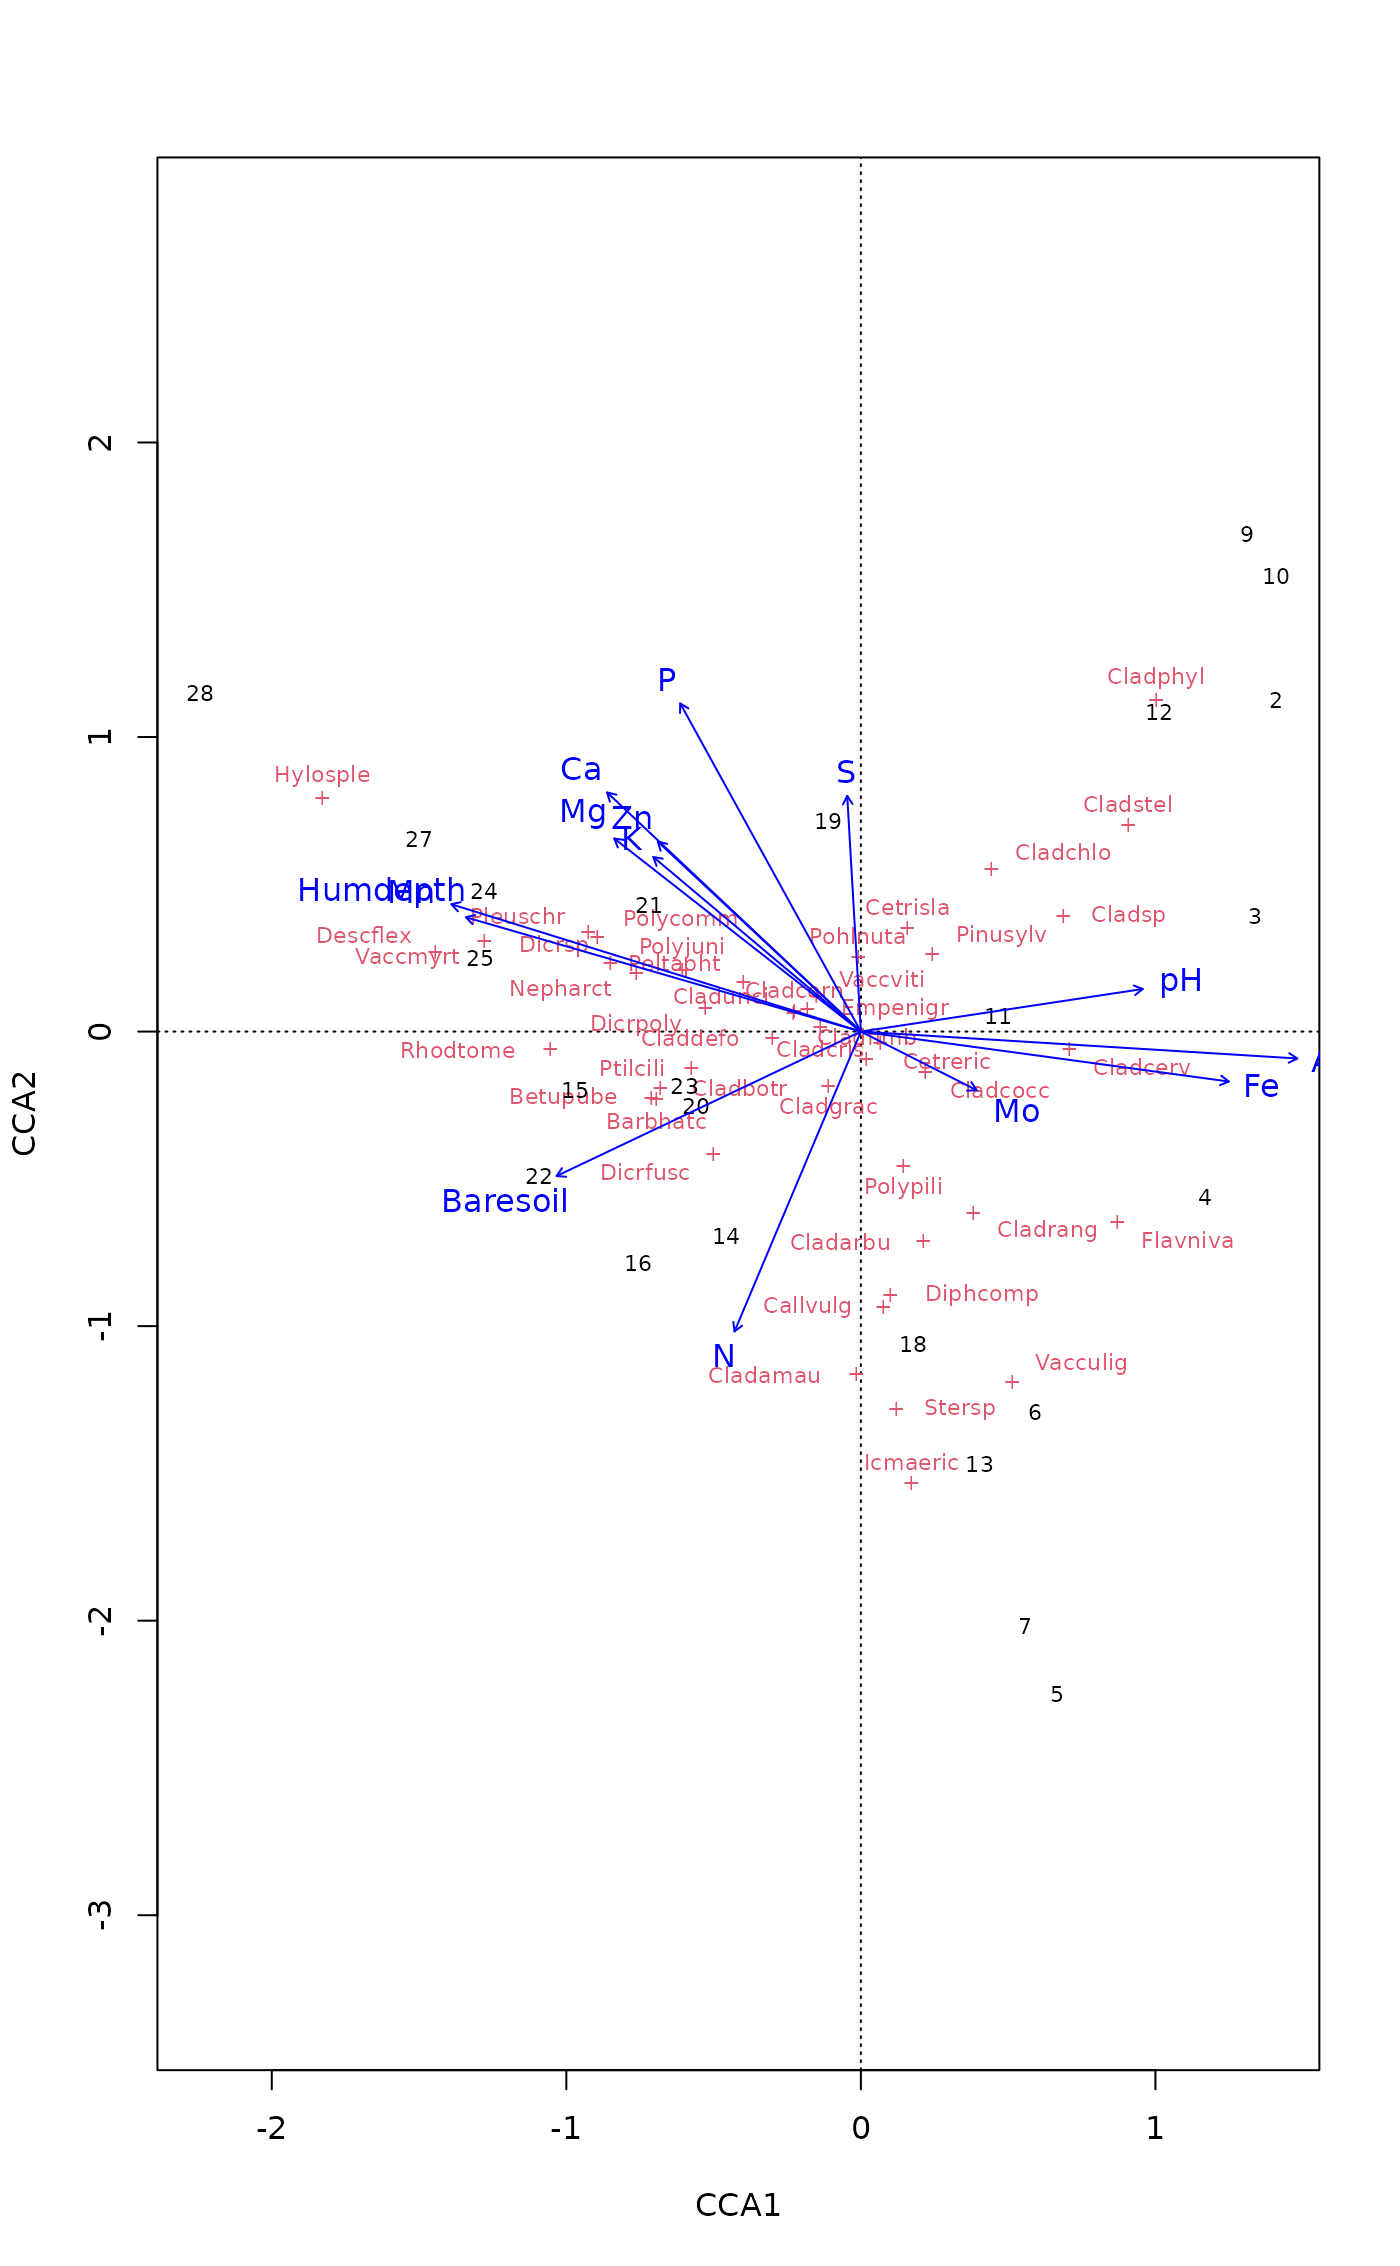 2
1
0
-1
-2
-3
CCA2
9
10
Cladphyl
P
28
2
12
Ca
S
Hylosple
Cladstel
Mg
Zn
19
K
27
Cladchlo
Humdepth
Mn
24
21
Cetrisla
Cladsp
3
Pleuschr
Polycomm
Descflex
Pohlnuta
Pinusylv
Dicrsp
Polyjuni
Vaccmyrt
25
Peltapht
Vaccviti
pH
Nepharct
Cladunci
Cladcorn
Empenigr
11
Dicrpoly
Claddefo
Cladfimb
Rhodtome
Cladcris
Cetreric
A
Ptilcili
Cladcerv
15
23
Cladbotr
Cladcocc
Fe
Betupube
20
Cladgrac
Mo
Barbhatc
22
Dicrfusc
Polypili
4
Baresoil
14
Cladarbu
Cladrang
Flavniva
16
Callvulg
Diphcomp
18
N
Vacculig
Cladamau
Stersp
6
Icmaeric
13
7
5
-2
-1
0
1
CCA1